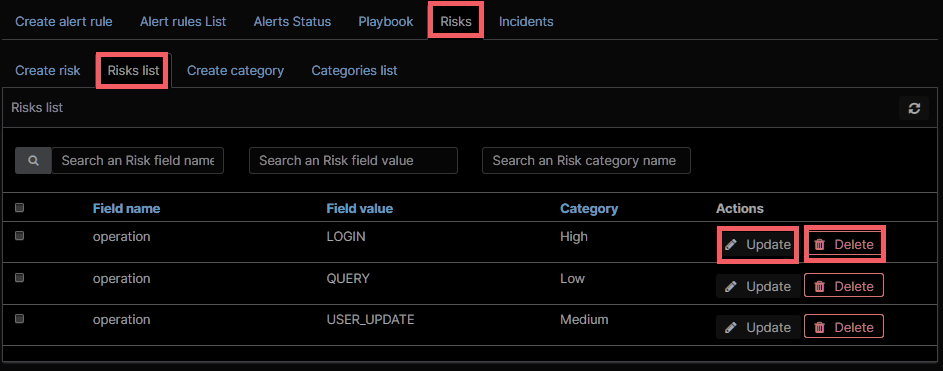 Create alert rule Alert rules List Alerts Status Playbook Risks Incidents
Create risk Risks list Create category Categories list
Risks list
Search an Risk field name Search an Risk field value Search an Risk category name
Field name Field value Category Actions
operation LOGIN High Update Delete
operation QUERY Low Update Delete
operation USER_UPDATE Medium Update Delete